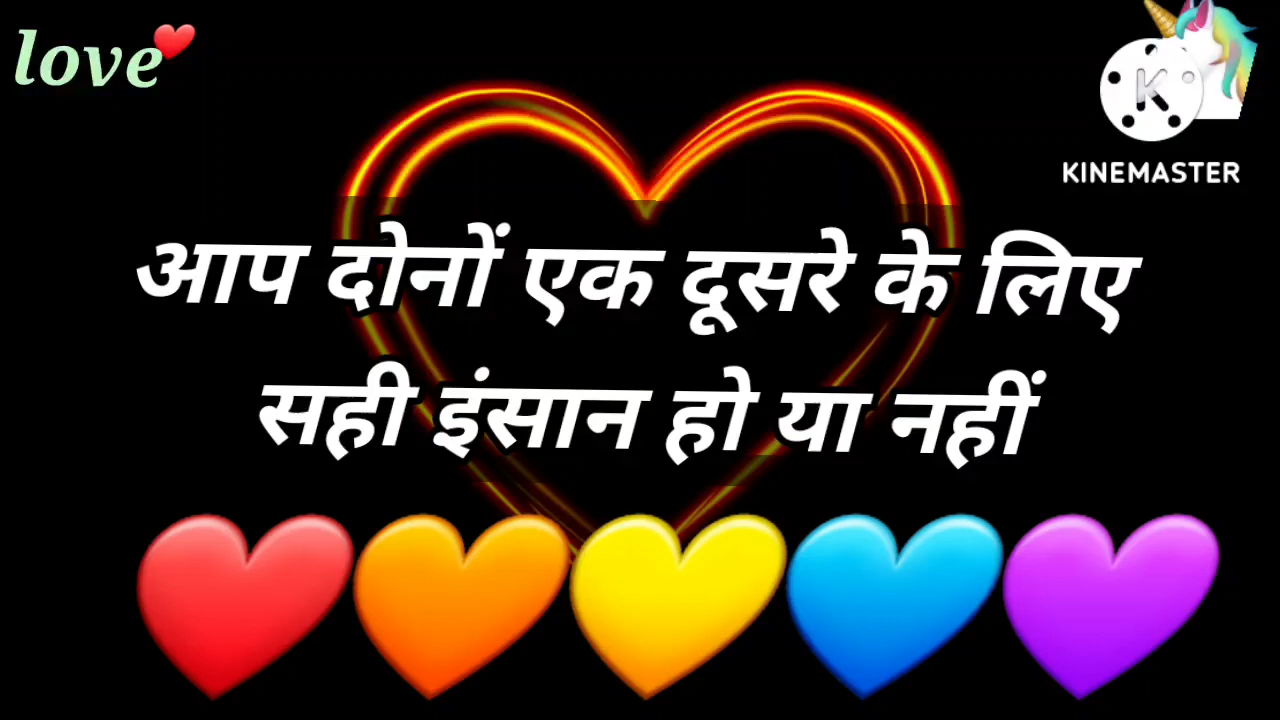 love
K
KINEMASTER
आप दोनों एक दूसरे के लिए
सही इंसान हो या नहीं